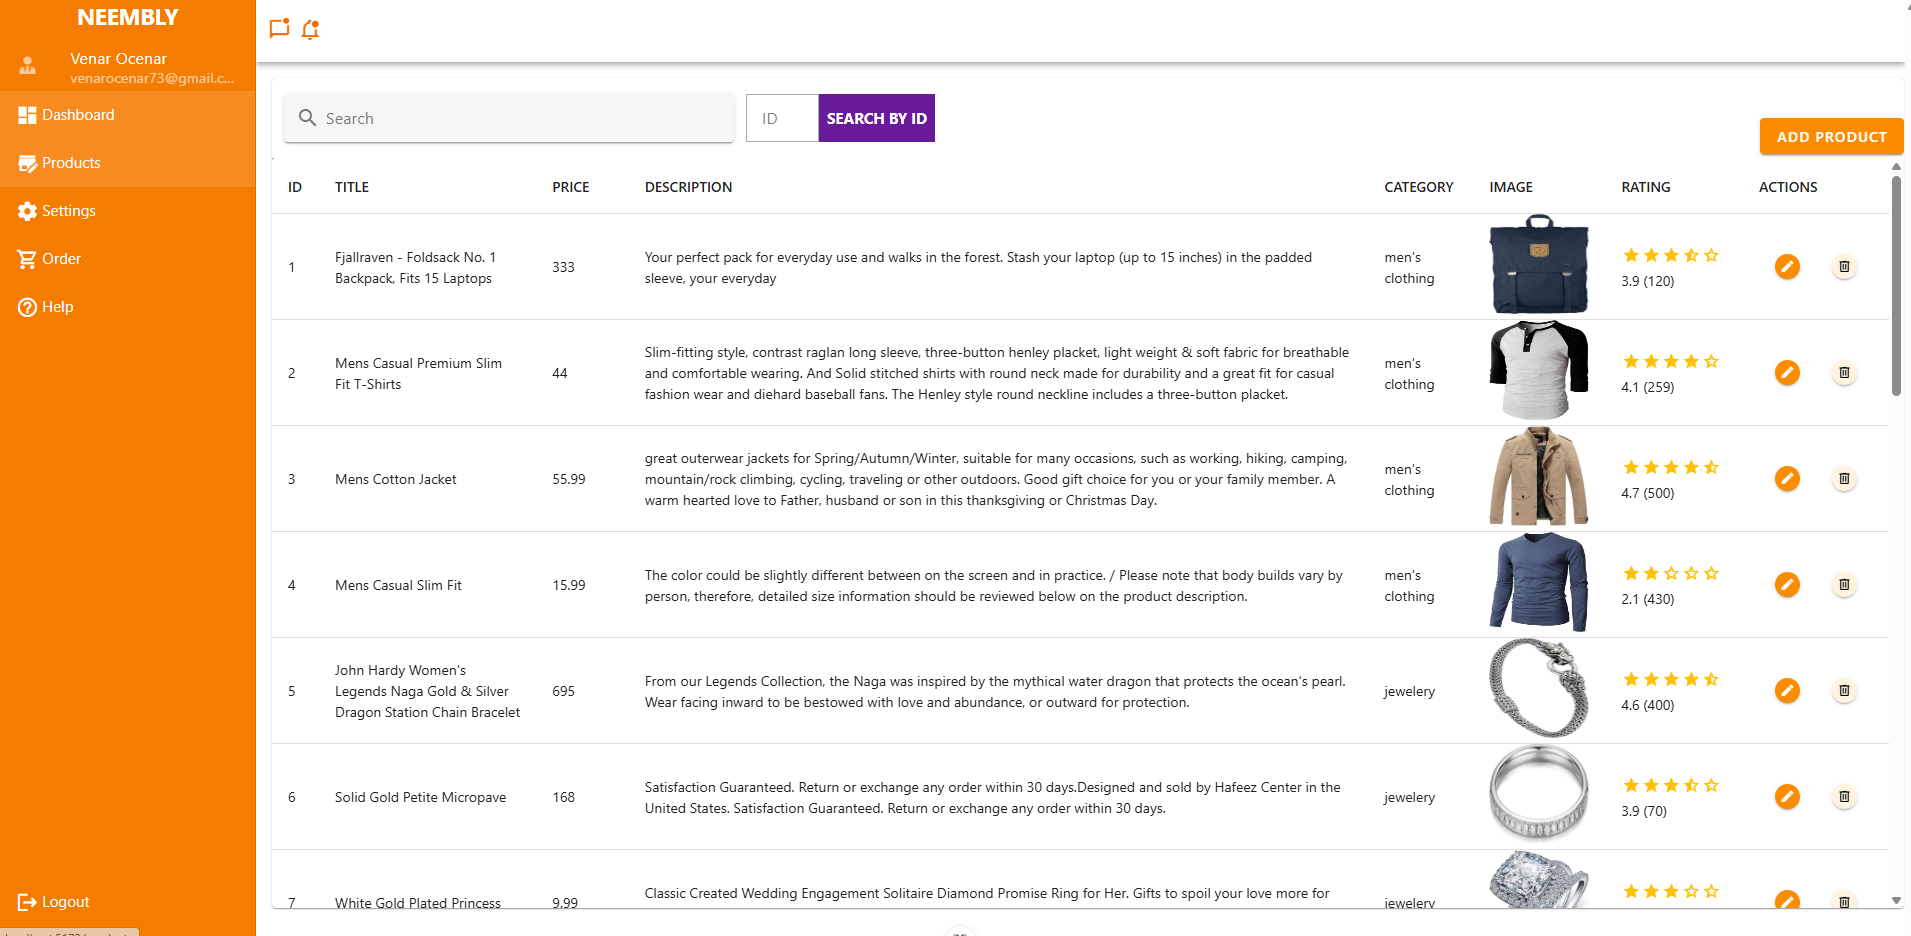 NEEMBLY
Venar Ocenar
venarocenar73@gmail.c...
Dashboard
Products
Settings
Order
Help
Logout
Search
ID
SEARCH BY ID
ADD PRODUCT
ID TITLE PRICE DESCRIPTION CATEGORY IMAGE RATING ACTIONS
1
Fjallraven - Foldsack No. 1
Backpack, Fits 15 Laptops
333
Your perfect pack for everyday use and walks in the forest. Stash your laptop (up to 15 inches) in the padded
sleeve, your everyday
men's
clothing
3.9 (120)
2
Mens Casual Premium Slim
Fit T-Shirts
44
Slim-fitting style, contrast raglan long sleeve, three-button henley placket, light weight & soft fabric for breathable
and comfortable wearing. And Solid stitched shirts with round neck made for durability and a great fit for casual
fashion wear and diehard baseball fans. The Henley style round neckline includes a three-button placket.
men's
clothing
4.1 (259)
3
Mens Cotton Jacket
55.99
great outerwear jackets for Spring/Autumn/Winter, suitable for many occasions, such as working, hiking, camping,
mountain/rock climbing, cycling, traveling or other outdoors. Good gift choice for you or your family member. A
warm hearted love to Father, husband or son in this thanksgiving or Christmas Day.
men's
clothing
4.7 (500)
4
Mens Casual Slim Fit
15.99
The color could be slightly different between on the screen and in practice. / Please note that body builds vary by
person, therefore, detailed size information should be reviewed below on the product description.
men's
clothing
2.1 (430)
5
John Hardy Women's
Legends Naga Gold & Silver
Dragon Station Chain Bracelet
695
From our Legends Collection, the Naga was inspired by the mythical water dragon that protects the ocean's pearl.
Wear facing inward to be bestowed with love and abundance, or outward for protection.
jewelery
4.6 (400)
6
Solid Gold Petite Micropave
168
Satisfaction Guaranteed. Return or exchange any order within 30 days.Designed and sold by Hafeez Center in the
United States. Satisfaction Guaranteed. Return or exchange any order within 30 days.
jewelery
3.9 (70)
7
White Gold Plated Princess
9.99
Classic Created Wedding Engagement Solitaire Diamond Promise Ring for Her. Gifts to spoil your love more for
jewelery